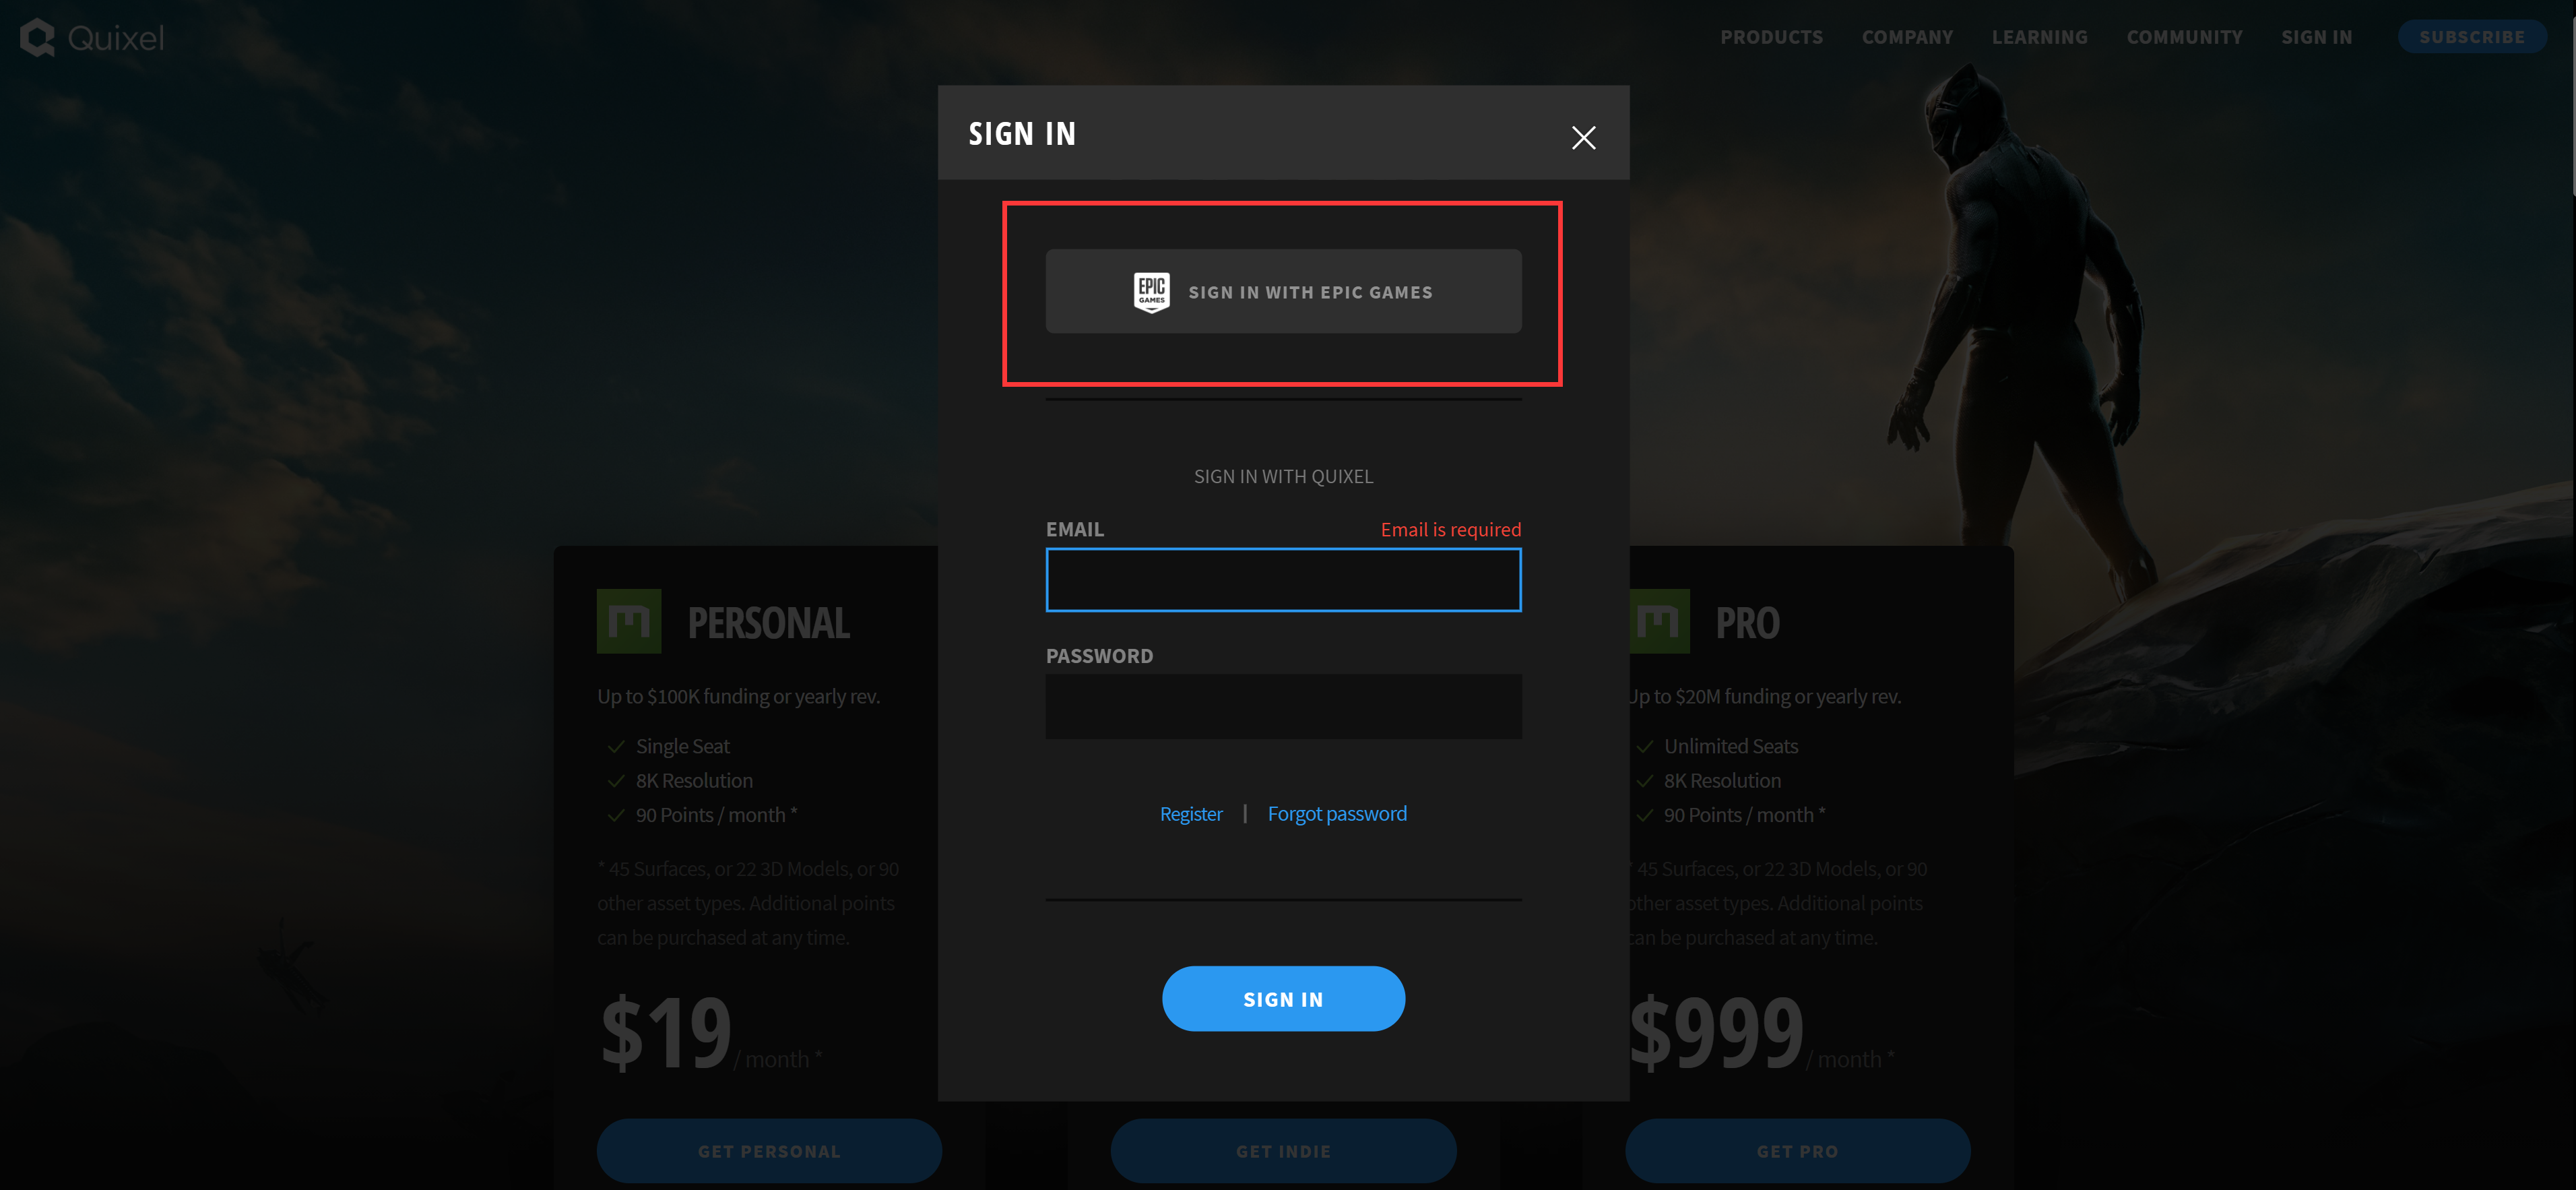 Quixel
PRODUCTS COMPANY LEARNING COMMUNITY SIGN IN SUBSCRIBE
SIGN IN
EPIC GAMES SIGN IN WITH EPIC GAMES
SIGN IN WITH QUIXEL
EMAIL Email is required
PASSWORD
Register | Forgot password
SIGN IN
PERSONAL
Up to $100K funding or yearly rev.
Single Seat
8K Resolution
90 Points / month *
* 45 Surfaces, or 22 3D Models, or 90
other asset types. Additional points
can be purchased at any time.
$19 / month *
GET PERSONAL
GET INDIE
PRO
Up to $20M funding or yearly rev.
Unlimited Seats
8K Resolution
90 Points / month *
* 45 Surfaces, or 22 3D Models, or 90
other asset types. Additional points
can be purchased at any time.
$999 / month *
GET PRO